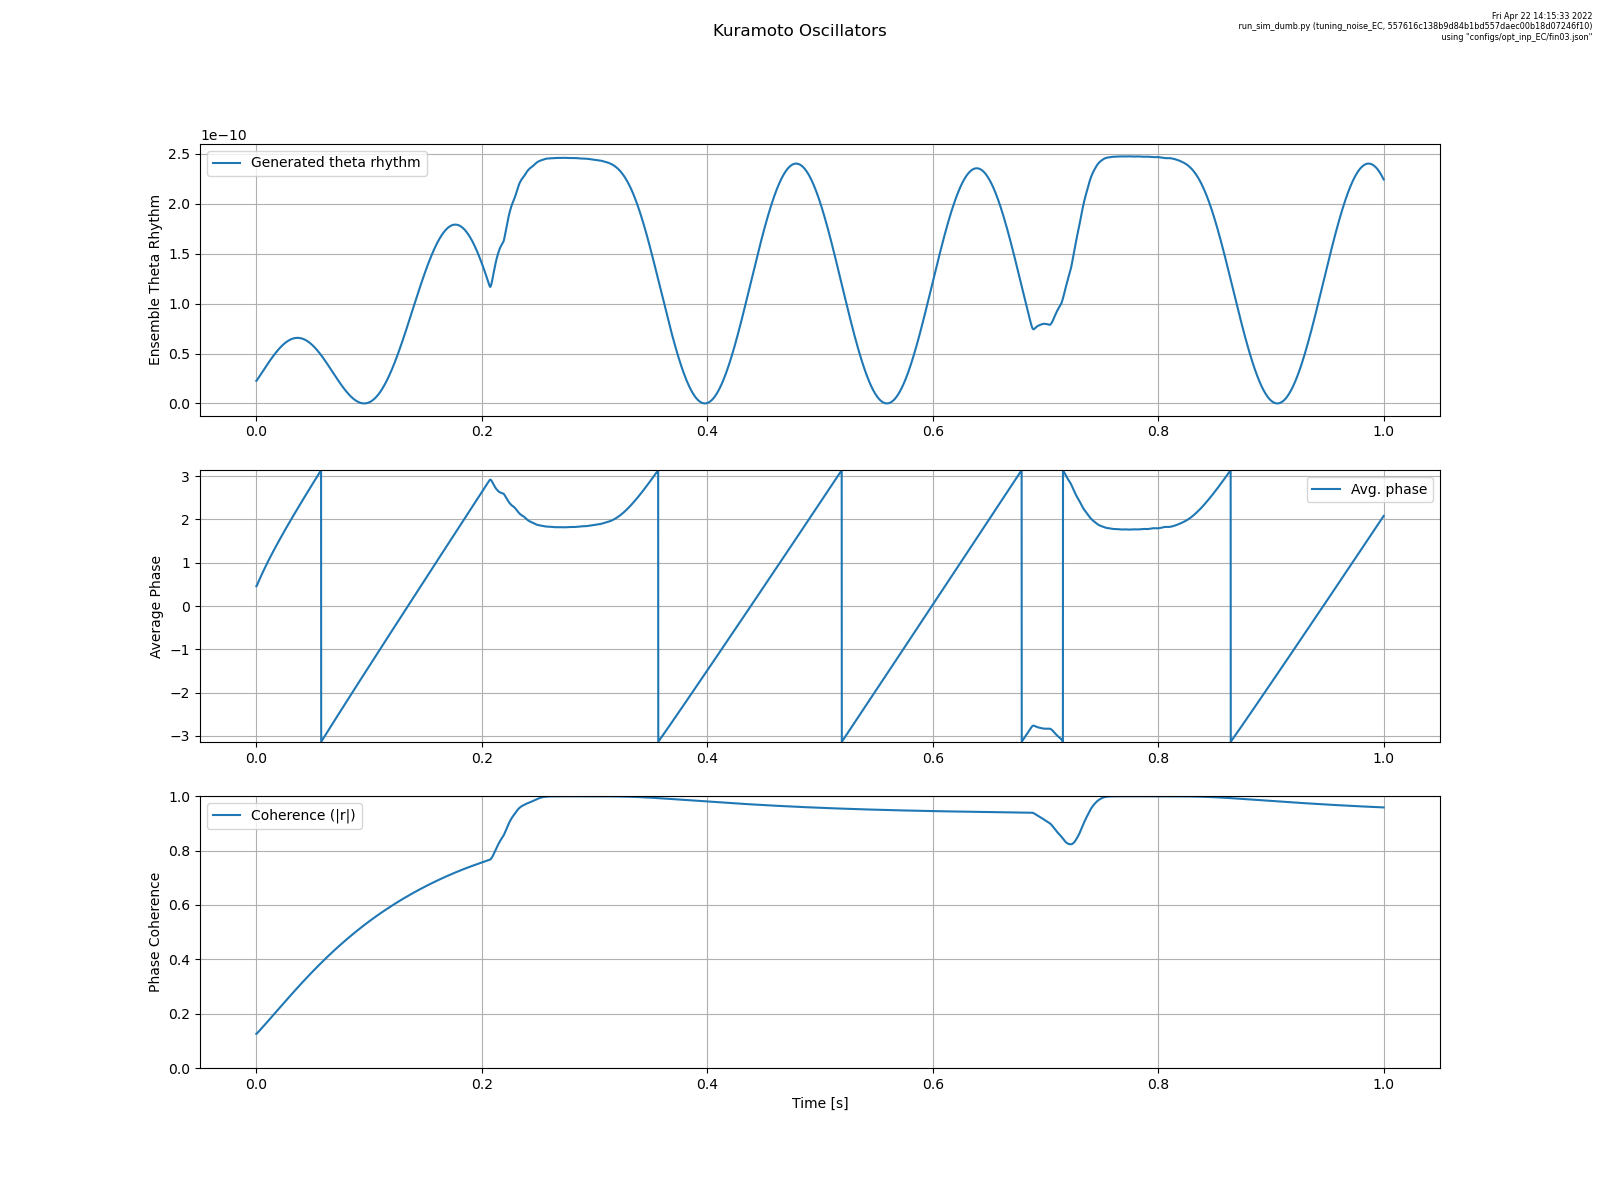 Fri Apr 22 14:15:33 2022
run_sim_dumb.py (tuning_noise_EC, 557616c138b9d84b1bd557daec00b18d07246f10)
using "configs/opt_inp_EC/fin03.json"
Kuramoto Oscillators
1e−10
Generated theta rhythm
Ensemble Theta Rhythm
2.5
2.0
1.5
1.0
0.5
0.0
0.0 0.2 0.4 0.6 0.8 1.0
Avg. phase
Average Phase
3
2
1
0
−1
−2
−3
0.0 0.2 0.4 0.6 0.8 1.0
Coherence (|r|)
Phase Coherence
1.0
0.8
0.6
0.4
0.2
0.0
0.0 0.2 0.4 0.6 0.8 1.0
Time [s]